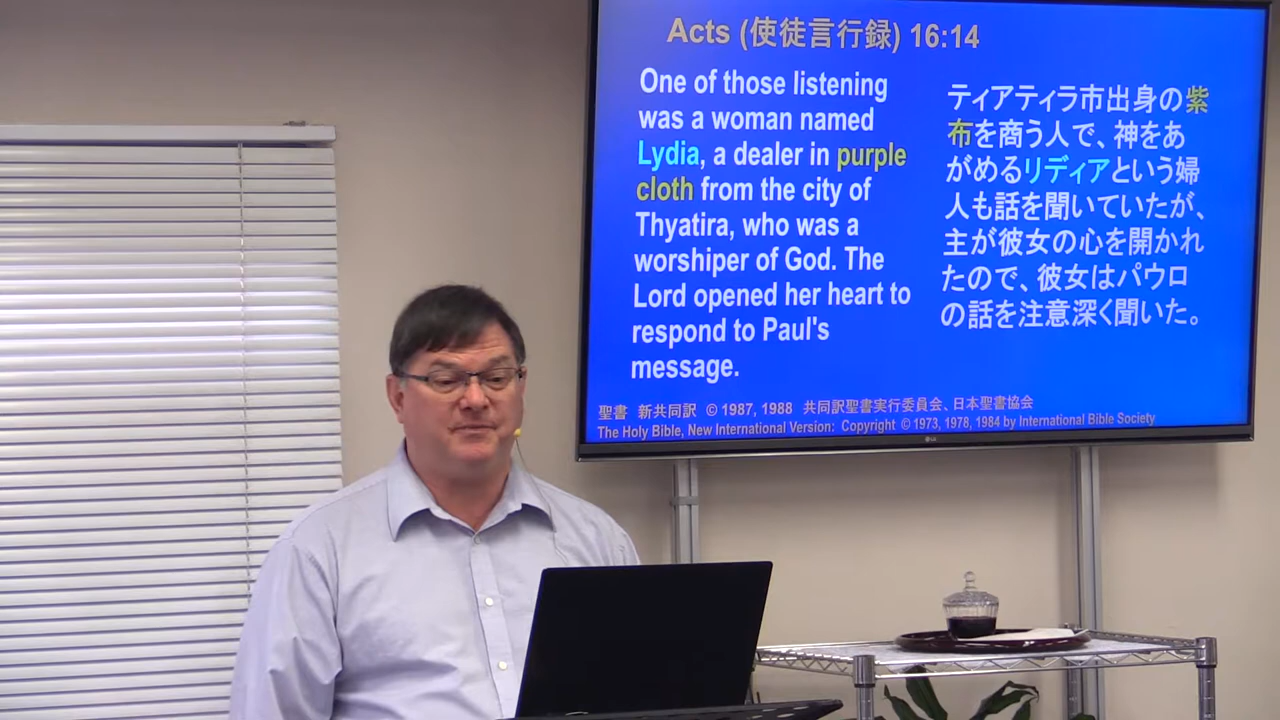 Acts (使徒言行録) 16:14
One of those listening
was a woman named
Lydia, a dealer in purple
cloth from the city of
Thyatira, who was a
worshiper of God. The
Lord opened her heart to
respond to Paul's
message.
ティアティラ市出身の紫
布を商う人で、神をあ
がめるリディアという婦
人も話を聞いていたが、
主が彼女の心を開かれ
たので、彼女はパウロ
の話を注意深く聞いた。
聖書 新共同訳 © 1987, 1988 共同訳聖書実行委員会、日本聖書協会
The Holy Bible, New International Version: Copyright © 1973, 1978, 1984 by International Bible Society
LG